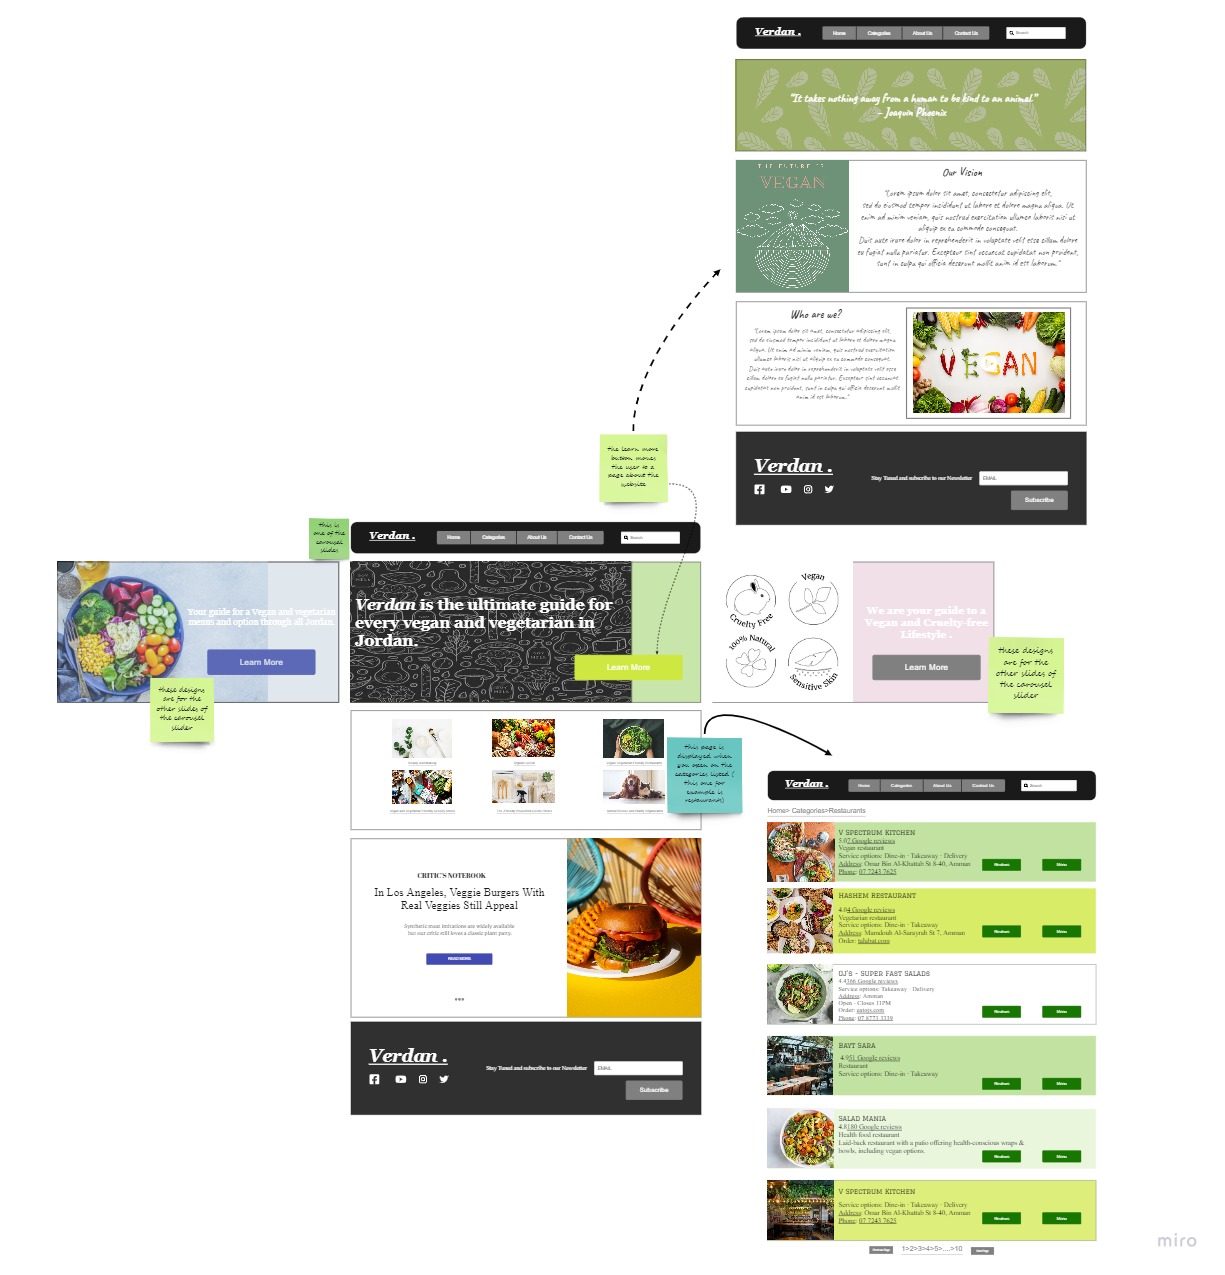 Verdan .
Home
Categories
About Us
Contact Us
Search
"It takes nothing away from a human to be kind to an animal."
– Joaquin Phoenix
THE FUTURE IS
VEGAN
Our Vision
"Lorem ipsum dolor sit amet, consectetur adipiscing elit,
sed do eiusmod tempor incididunt ut labore et dolore magna aliqua. Ut
enim ad minim veniam, quis nostrud exercitation ullamco laboris nisi ut
aliquip ex ea commodo consequat.
Duis aute irure dolor in reprehenderit in voluptate velit esse cillum dolore
eu fugiat nulla pariatur. Excepteur sint occaecat cupidatat non proident,
sunt in culpa qui officia deserunt mollit anim id est laborum."
Who are we?
"Lorem ipsum dolor sit amet, consectetur adipiscing elit,
sed do eiusmod tempor incididunt ut labore et dolore magna
aliqua. Ut enim ad minim veniam, quis nostrud exercitation
ullamco laboris nisi ut aliquip ex ea commodo consequat.
Duis aute irure dolor in reprehenderit in voluptate velit esse
cillum dolore eu fugiat nulla pariatur. Excepteur sint occaecat
cupidatat non proident, sunt in culpa qui officia deserunt mollit
anim id est laborum."
VEGAN
Verdan .
Stay Tuned and subscribe to our Newsletter
EMAIL
Subscribe
the learn more
button moves
the user to a
page about the
website
this is
one of the
carousel
slides
Verdan .
Home
Categories
About Us
Contact Us
Search
Your guide for a Vegan and vegetarian
menus and option through all Jordan.
Learn More
these designs
are for the
other slides of
the carousel
slider
Verdan is the ultimate guide for
every vegan and vegetarian in
Jordan.
Learn More
Cruelty Free
Vegan
100% Natural
Sensitive Skin
We are your guide to a
Vegan and Cruelty-free
Lifestyle .
Learn More
these designs
are for the
other slides of
the carousel
slider
this page is
displayed when
you open on the
categories listed (
this one for
example is
restaurants)
CRITIC'S NOTEBOOK
In Los Angeles, Veggie Burgers With
Real Veggies Still Appeal
Synthetic meat imitations are widely available
but our critic still loves a classic plant party.
READ MORE
Verdan .
Stay Tuned and subscribe to our Newsletter
EMAIL
Subscribe
Verdan .
Home
Categories
About Us
Contact Us
Search
Home> Categories>Restaurants
V SPECTRUM KITCHEN
5.07 Google reviews
Vegan restaurant
Service options: Dine-in · Takeaway · Delivery
Address: Omar Bin Al-Khattab St 8-40, Amman
Phone: 07 7243 7625
Menu
HASHEM RESTAURANT
4.04 Google reviews
Vegetarian restaurant
Service options: Dine-in · Takeaway
Address: Mamdouh Al-Sarayrah St 7, Amman
Order: talabat.com
Menu
DJ'S - SUPER FAST SALADS
4.4366 Google reviews
Service options: Takeaway · Delivery
Address: Amman
Open · Closes 11PM
Order: eatojs.com
Phone: 07 8771 3339
Menu
BAYT SARA
4.951 Google reviews
Restaurant
Service options: Dine-in · Takeaway
Menu
SALAD MANIA
4.8180 Google reviews
Health food restaurant
Laid-back restaurant with a patio offering health-conscious wraps &
bowls, including vegan options.
Menu
V SPECTRUM KITCHEN
Service options: Dine-in · Takeaway · Delivery
Address: Omar Bin Al-Khattab St 8-40, Amman
Phone: 07 7243 7625
Menu
1>2>3>4>5>....>10
miro